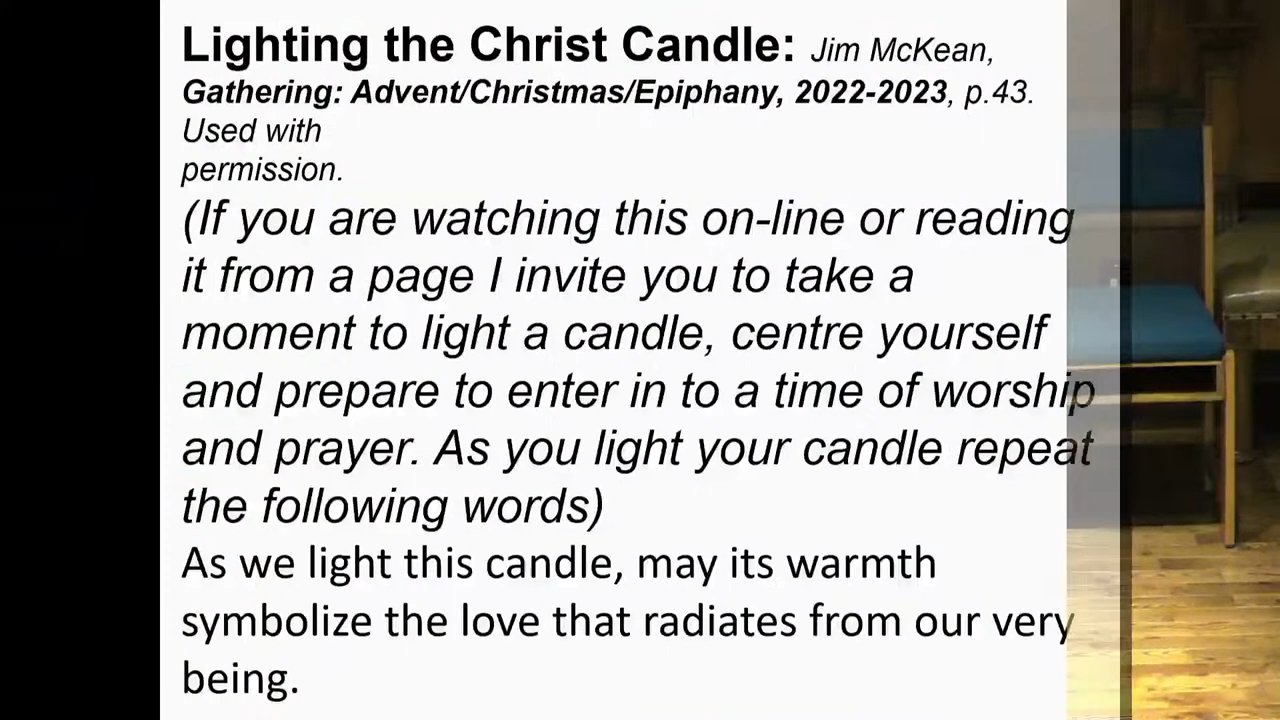 Lighting the Christ Candle: Jim McKean,
Gathering: Advent/Christmas/Epiphany, 2022-2023, p.43.
Used with
permission.
(If you are watching this on-line or reading
it from a page I invite you to take a
moment to light a candle, centre yourself
and prepare to enter in to a time of worship
and prayer. As you light your candle repeat
the following words)
As we light this candle, may its warmth
symbolize the love that radiates from our very
being.